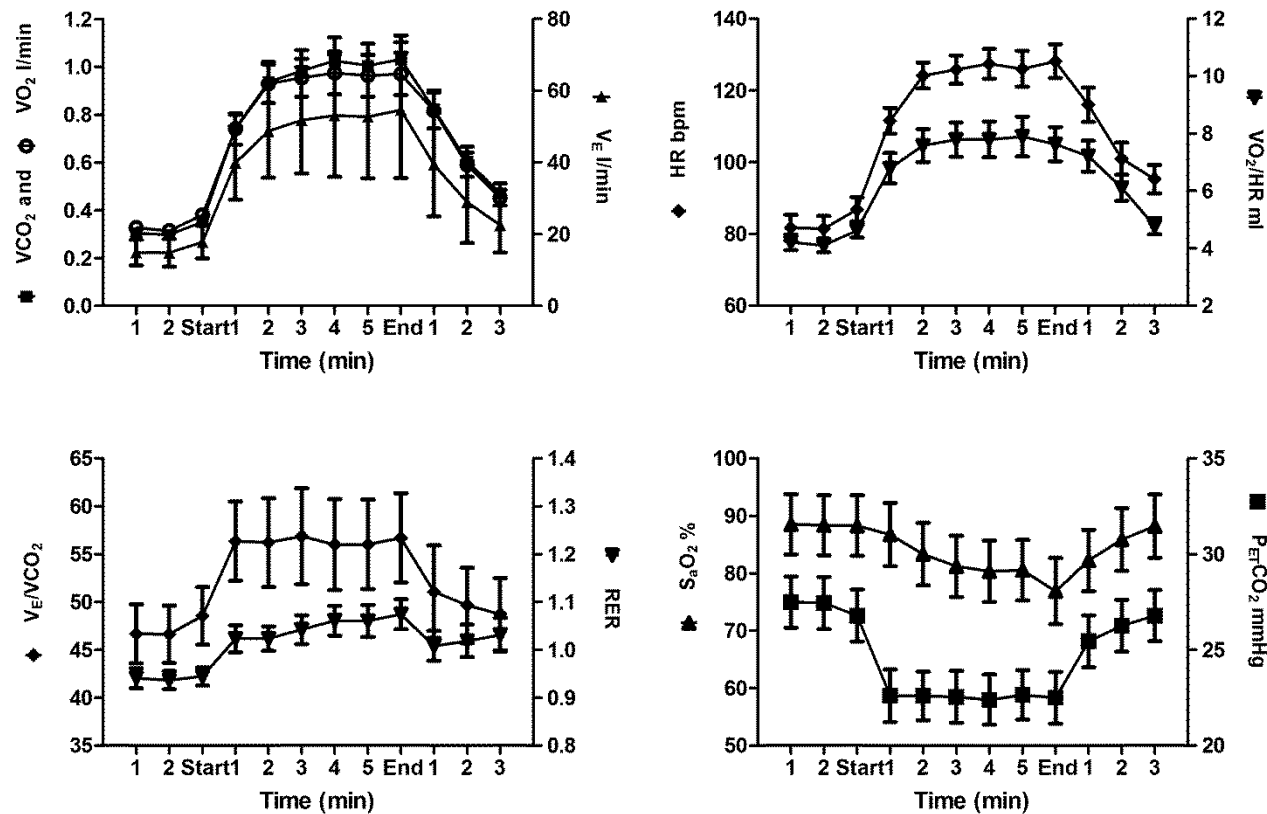 VCO2 and VO2 l/min
1.2
1.0
0.8
0.6
0.4
0.2
0.0
80
60
40
20
0
VE l/min
1 2 Start1 2 3 4 5 End 1 2 3
Time (min)
HR bpm
140
120
100
80
60
12
10
8
6
4
2
VO2/HR ml
1 2 Start1 2 3 4 5 End 1 2 3
Time (min)
VE/VCO2
65
60
55
50
45
40
35
1.4
1.3
1.2
1.1
1.0
0.9
0.8
RER
1 2 Start1 2 3 4 5 End 1 2 3
Time (min)
SaO2 %
100
90
80
70
60
50
35
30
25
20
PETCO2 mmHg
1 2 Start1 2 3 4 5 End 1 2 3
Time (min)